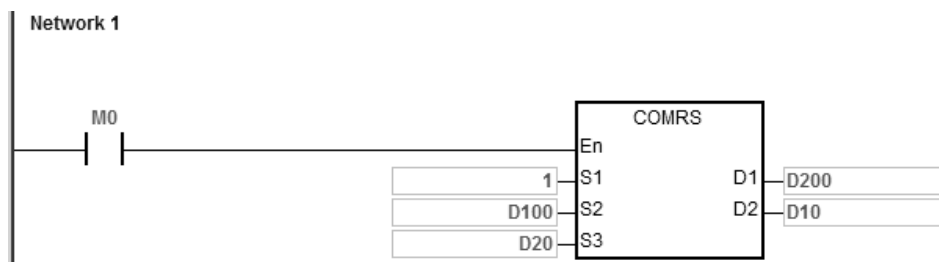 Network 1
M0
COMRS
En
1 S1 D1 D200
D100 S2 D2 D10
D20 S3